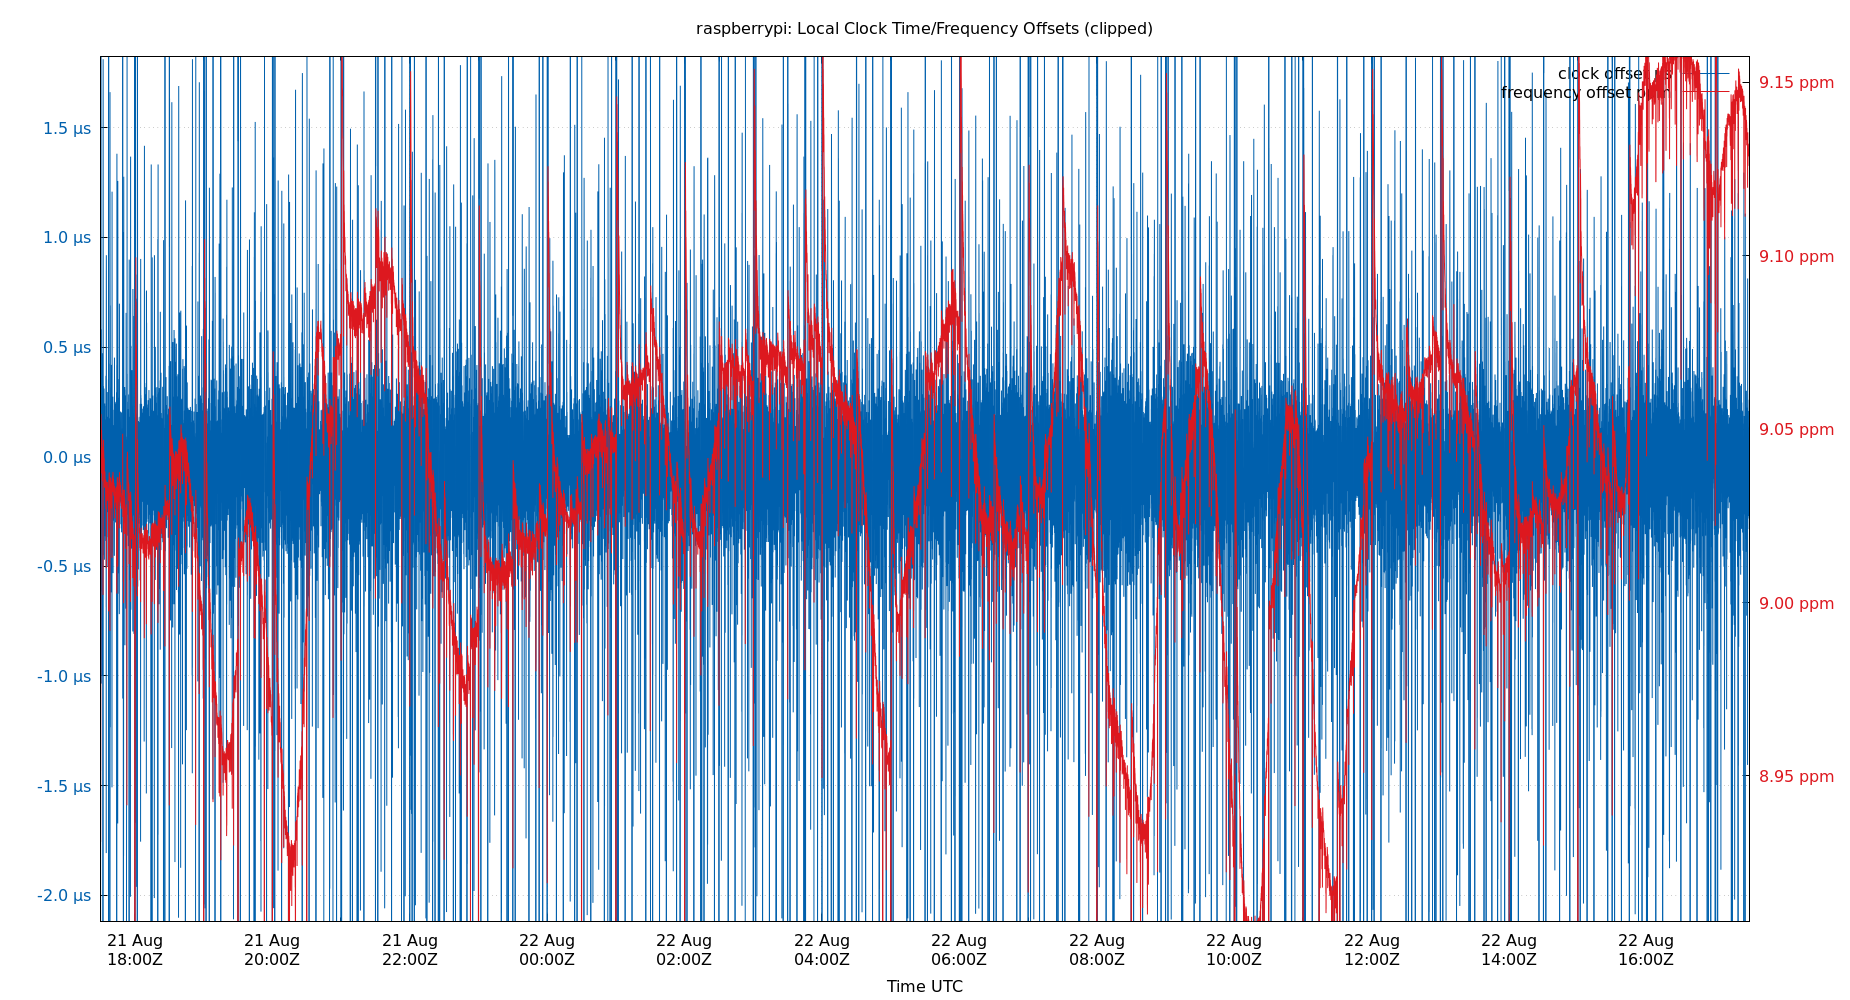 raspberrypi: Local Clock Time/Frequency Offsets (clipped)
clock offset
frequency offset ppm
1.5 µs
1.0 µs
0.5 µs
0.0 µs
-0.5 µs
-1.0 µs
-1.5 µs
-2.0 µs
9.15 ppm
9.10 ppm
9.05 ppm
9.00 ppm
8.95 ppm
21 Aug 21 Aug 21 Aug 22 Aug 22 Aug 22 Aug 22 Aug 22 Aug 22 Aug 22 Aug 22 Aug 22 Aug
18:00Z 20:00Z 22:00Z 00:00Z 02:00Z 04:00Z 06:00Z 08:00Z 10:00Z 12:00Z 14:00Z 16:00Z
Time UTC